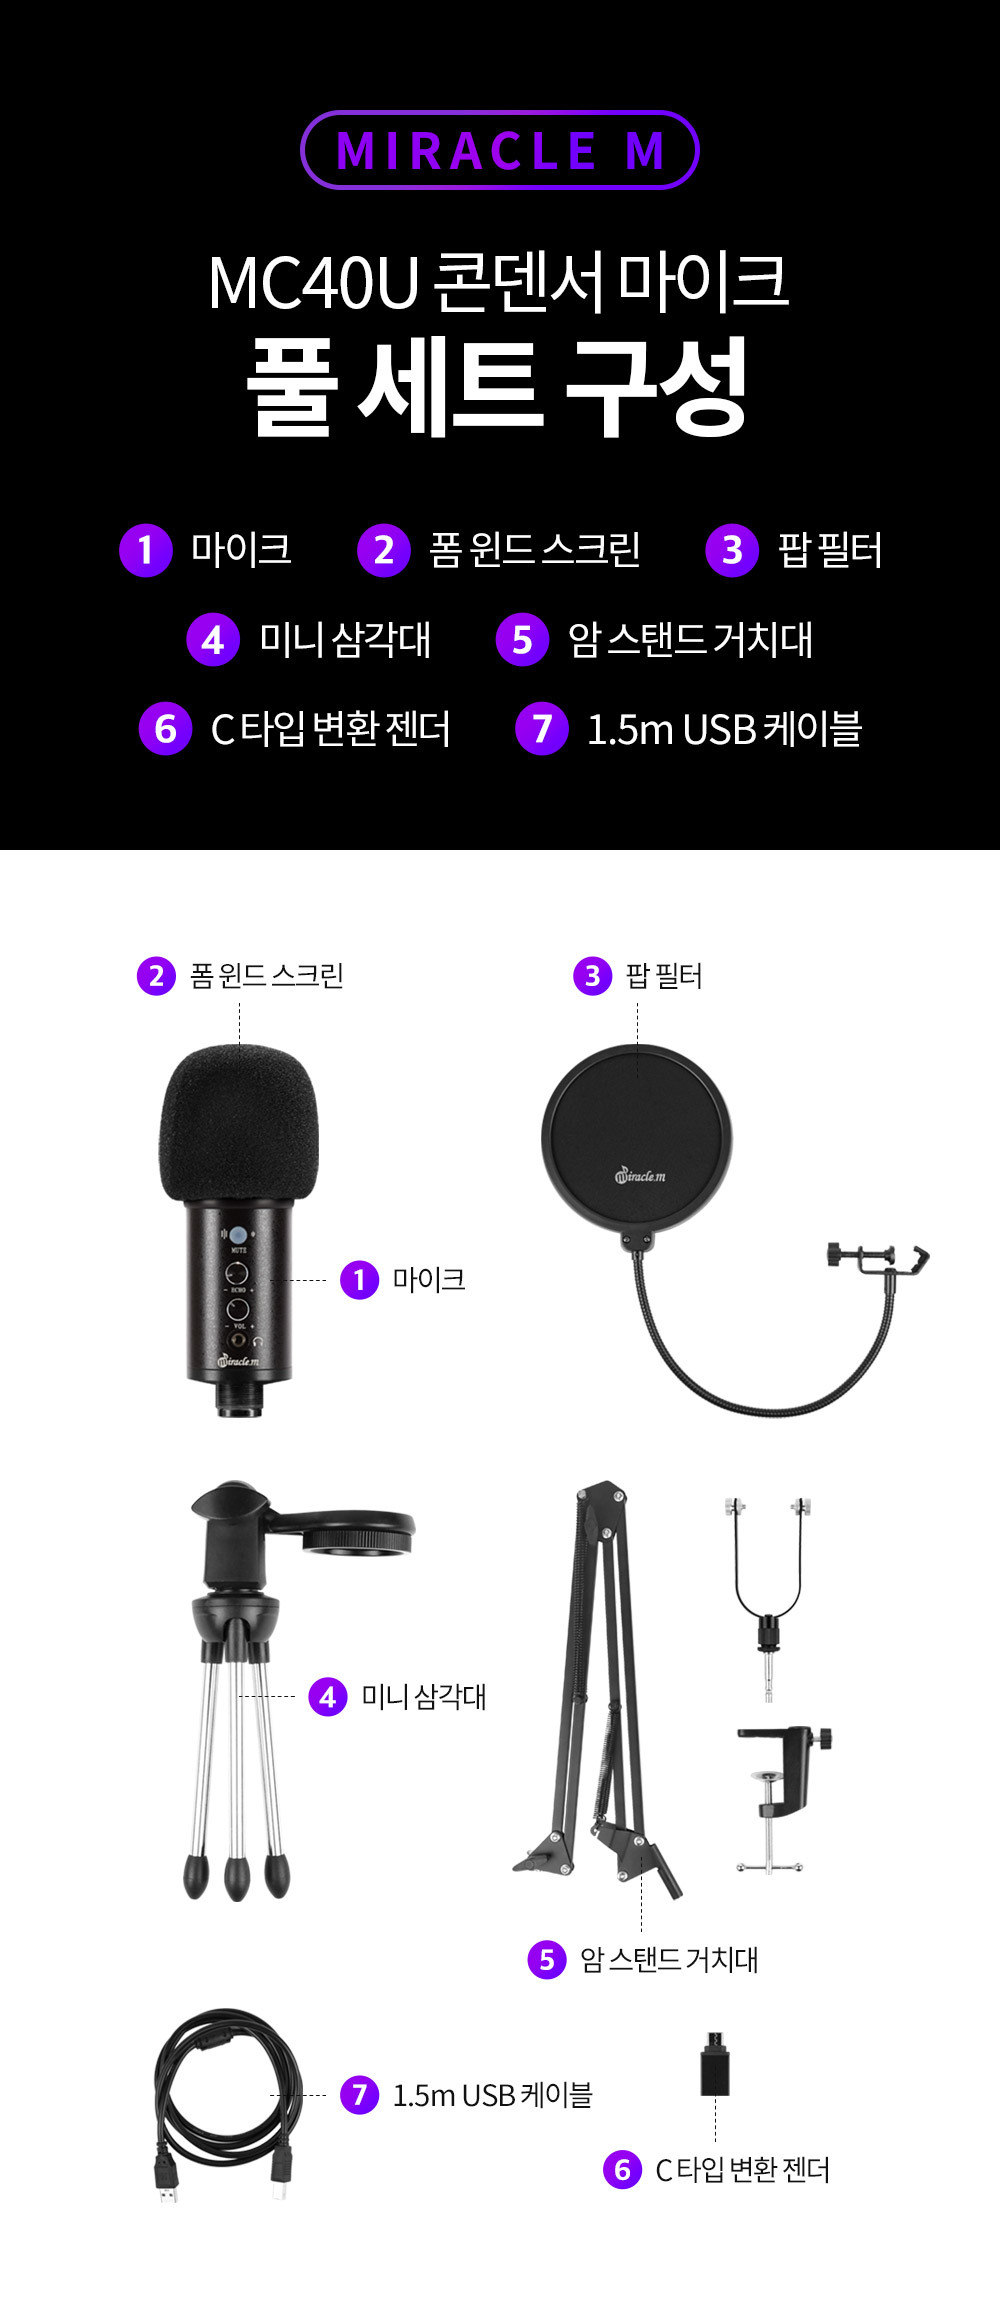 MIRACLE M
MC40U 콘덴서 마이크
풀 세트 구성
1 마이크 2 폼 윈드 스크린 3 팝 필터
4 미니 삼각대 5 암 스탠드 거치대
6 C 타입 변환 젠더 7 1.5m USB 케이블
2 폼 윈드 스크린
3 팝 필터
miracle.m
MUTE
1 마이크
- ECHO +
- VOL +
miracle.m
4 미니 삼각대
5 암 스탠드 거치대
7 1.5m USB 케이블
6 C 타입 변환 젠더